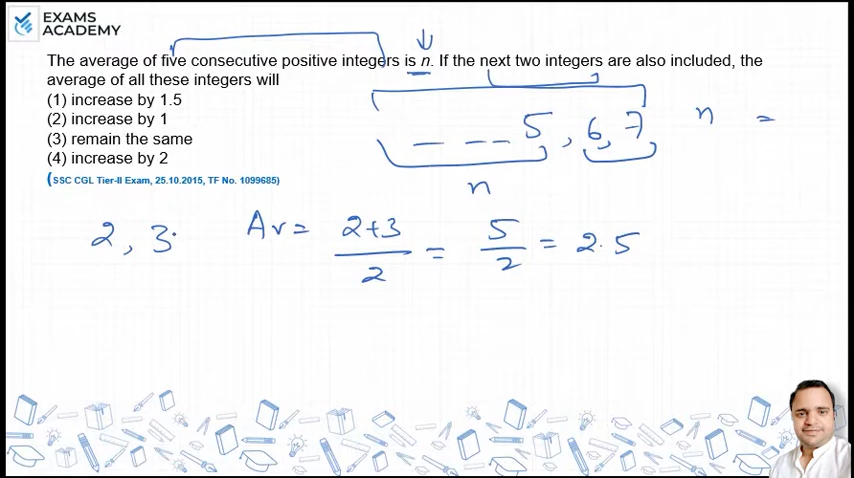 EXAMS
ACADEMY
The average of five consecutive positive integers is n. If the next two integers are also included, the
average of all these integers will
(1) increase by 1.5
(2) increase by 1
(3) remain the same
(4) increase by 2
(SSC CGL Tier-II Exam, 25.10.2015, TF No. 1099685)
_ _ _ 5, 6, 7 n =
n
2, 3. Av = 2+3/2 = 5/2 = 2.5